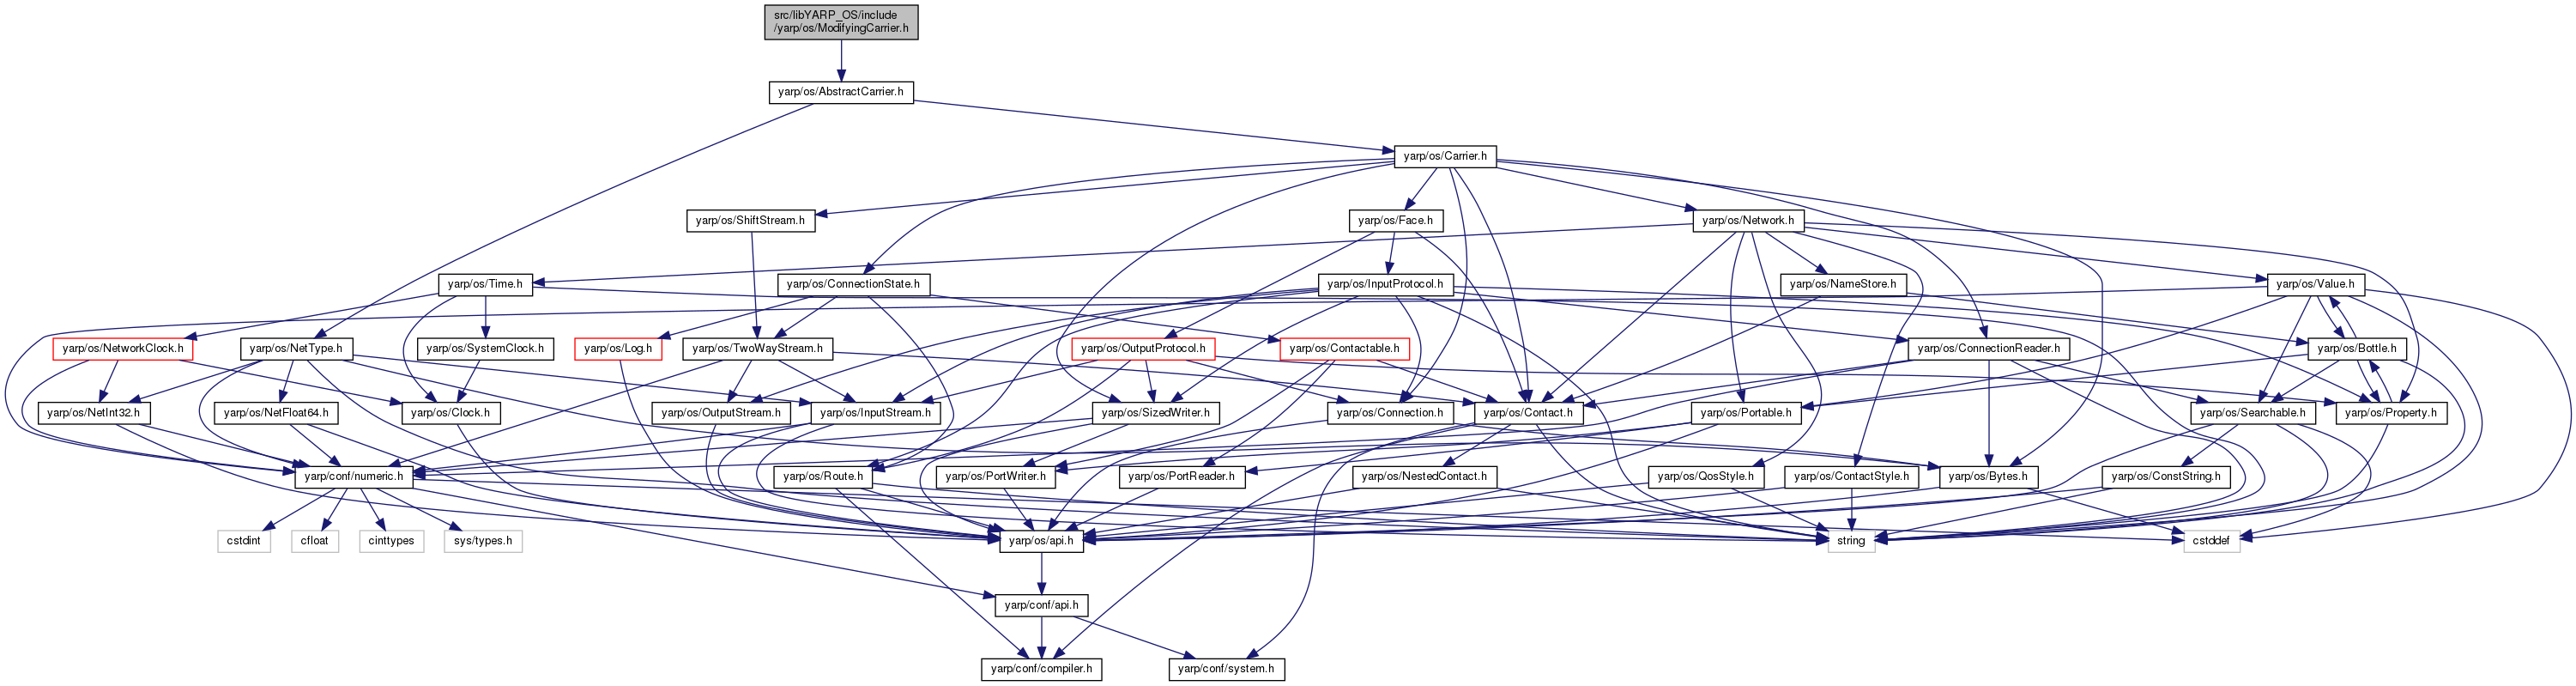 src/libYARP_OS/include
/yarp/os/ModifyingCarrier.h
yarp/os/AbstractCarrier.h
yarp/os/Carrier.h
yarp/os/ShiftStream.h
yarp/os/Face.h
yarp/os/Network.h
yarp/os/Time.h
yarp/os/ConnectionState.h
yarp/os/InputProtocol.h
yarp/os/NameStore.h
yarp/os/Value.h
yarp/os/NetworkClock.h
yarp/os/NetType.h
yarp/os/SystemClock.h
yarp/os/Log.h
yarp/os/TwoWayStream.h
yarp/os/OutputProtocol.h
yarp/os/Contactable.h
yarp/os/ConnectionReader.h
yarp/os/Bottle.h
yarp/os/NetInt32.h
yarp/os/NetFloat64.h
yarp/os/Clock.h
yarp/os/OutputStream.h
yarp/os/InputStream.h
yarp/os/SizedWriter.h
yarp/os/Connection.h
yarp/os/Contact.h
yarp/os/Portable.h
yarp/os/Searchable.h
yarp/os/Property.h
yarp/conf/numeric.h
yarp/os/Route.h
yarp/os/PortWriter.h
yarp/os/PortReader.h
yarp/os/NestedContact.h
yarp/os/QosStyle.h
yarp/os/ContactStyle.h
yarp/os/Bytes.h
yarp/os/ConstString.h
cstdint
cfloat
cinttypes
sys/types.h
yarp/os/api.h
string
cstddef
yarp/conf/api.h
yarp/conf/compiler.h
yarp/conf/system.h